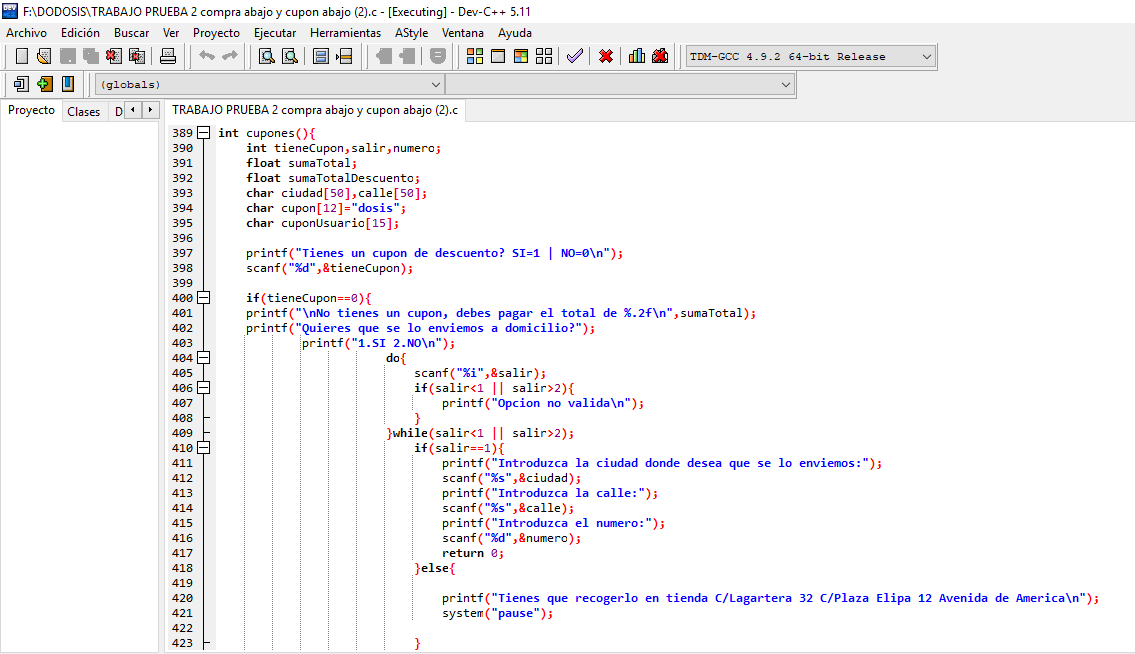 F:\DODOSIS\TRABAJO PRUEBA 2 compra abajo y cupon abajo (2).c - [Executing] - Dev-C++ 5.11
Archivo Edición Buscar Ver Proyecto Ejecutar Herramientas AStyle Ventana Ayuda
TDM-GCC 4.9.2 64-bit Release
(globals)
Proyecto Clases D
TRABAJO PRUEBA 2 compra abajo y cupon abajo (2).c
389 int cupones(){
390 int tieneCupon,salir,numero;
391 float sumaTotal;
392 float sumaTotalDescuento;
393 char ciudad[50],calle[50];
394 char cupon[12]="dosis";
395 char cuponUsuario[15];
396
397 printf("Tienes un cupon de descuento? SI=1 | NO=0\n");
398 scanf("%d",&tieneCupon);
399
400 if(tieneCupon==0){
401 printf("\nNo tienes un cupon, debes pagar el total de %.2f\n",sumaTotal);
402 printf("Quieres que se lo enviemos a domicilio?");
403 printf("1.SI 2.NO\n");
404 do{
405 scanf("%i",&salir);
406 if(salir<1 || salir>2){
407 printf("Opcion no valida\n");
408 }
409 }while(salir<1 || salir>2);
410 if(salir==1){
411 printf("Introduzca la ciudad donde desea que se lo enviemos:");
412 scanf("%s",&ciudad);
413 printf("Introduzca la calle:");
414 scanf("%s",&calle);
415 printf("Introduzca el numero:");
416 scanf("%d",&numero);
417 return 0;
418 }else{
419
420 printf("Tienes que recogerlo en tienda C/Lagartera 32 C/Plaza Elipa 12 Avenida de America\n");
421 system("pause");
422
423 }